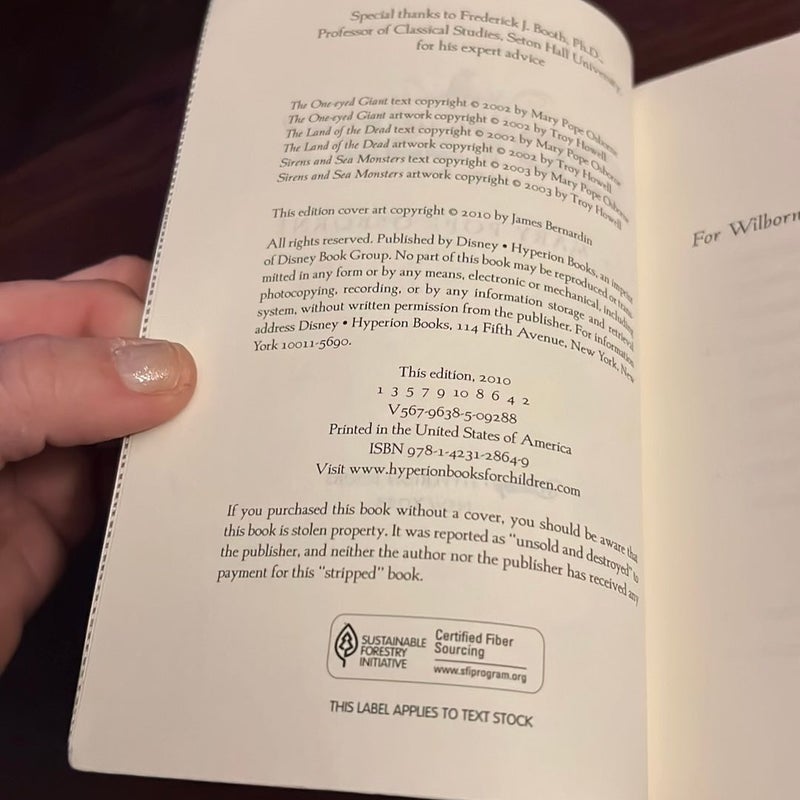 Special thanks to Frederick J. Booth, Ph.D.,
Professor of Classical Studies, Seton Hall University,
for his expert advice
The One-eyed Giant text copyright © 2002 by Mary Pope Osborne
The One-eyed Giant artwork copyright © 2002 by Troy Howell
The Land of the Dead text copyright © 2002 by Mary Pope Osborne
The Land of the Dead artwork copyright © 2002 by Troy Howell
Sirens and Sea Monsters text copyright © 2003 by Mary Pope Osborne
Sirens and Sea Monsters artwork copyright © 2003 by Troy Howell
This edition cover art copyright © 2010 by James Bernardin
All rights reserved. Published by Disney • Hyperion Books, an imprint
of Disney Book Group. No part of this book may be reproduced or trans-
mitted in any form or by any means, electronic or mechanical, including
photocopying, recording, or by any information storage and retrieval
system, without written permission from the publisher. For information
address Disney • Hyperion Books, 114 Fifth Avenue, New York, New
York 10011-5690.
This edition, 2010
1 3 5 7 9 10 8 6 4 2
V567-9638-5-09288
Printed in the United States of America
ISBN 978-1-4231-2864-9
Visit www.hyperionbooksforchildren.com
If you purchased this book without a cover, you should be aware that
this book is stolen property. It was reported as "unsold and destroyed" to
the publisher, and neither the author nor the publisher has received any
payment for this "stripped" book.
SUSTAINABLE
FORESTRY
INITIATIVE
Certified Fiber
Sourcing
www.sfiprogram.org
THIS LABEL APPLIES TO TEXT STOCK
For Wilborn